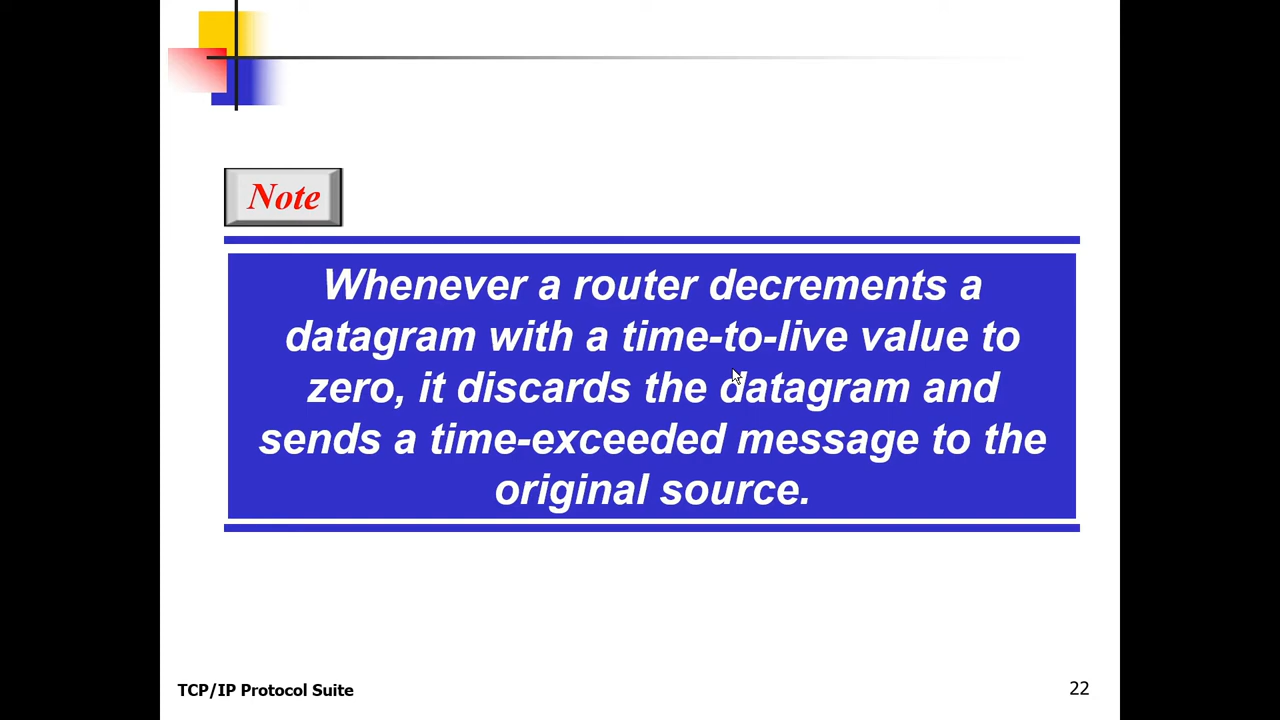 Note
Whenever a router decrements a
datagram with a time-to-live value to
zero, it discards the datagram and
sends a time-exceeded message to the
original source.
TCP/IP Protocol Suite
22